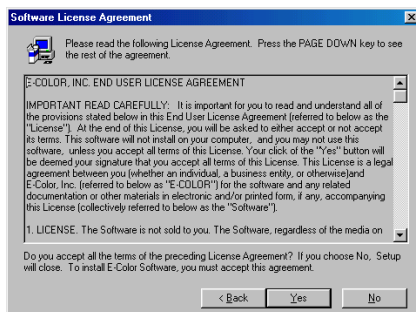 Software License Agreement
Please read the following License Agreement. Press the PAGE DOWN key to see
the rest of the agreement.
E-COLOR, INC. END USER LICENSE AGREEMENT
IMPORTANT READ CAREFULLY: It is important for you to read and understand all of
the provisions stated below in this End User License Agreement (referred to below as the
"License"). At the end of this License, you will be asked to either accept or not accept
its terms. This software will not install on your computer, and you may not use this
software, unless you accept all terms of this License. Your click of the "Yes" button will
be deemed your signature that you accept all terms of this License. This License is a legal
agreement between you (whether an individual, a business entity, or otherwise)and
E-Color, Inc. (referred to below as "E-COLOR") for the software and any related
documentation or other materials in electronic and/or printed form, if any, accompanying
this License (collectively referred to below as the "Software").
1. LICENSE. The Software is not sold to you. The Software, regardless of the media on
Do you accept all the terms of the preceding License Agreement? If you choose No, Setup
will close. To install E-Color Software, you must accept this agreement.
< Back Yes No